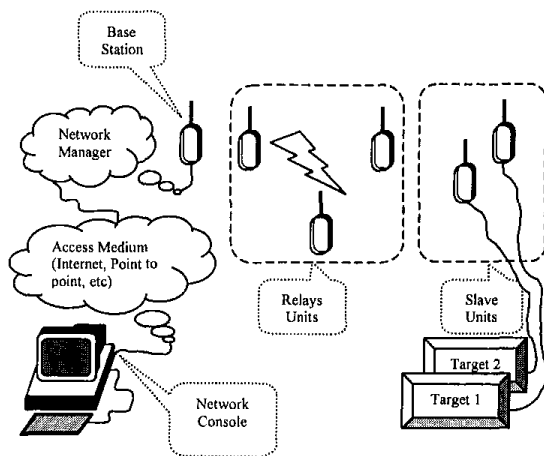 Base
Station
Network
Manager
Access Medium
(Internet, Point to
point, etc)
Relays
Units
Slave
Units
Target 2
Target 1
Network
Console